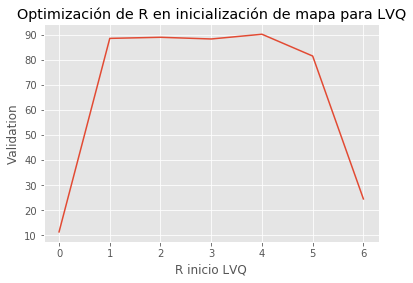 Optimización de R en inicialización de mapa para LVQ
90
80
70
60
50
40
30
20
10
Validation
0 1 2 3 4 5 6
R inicio LVQ